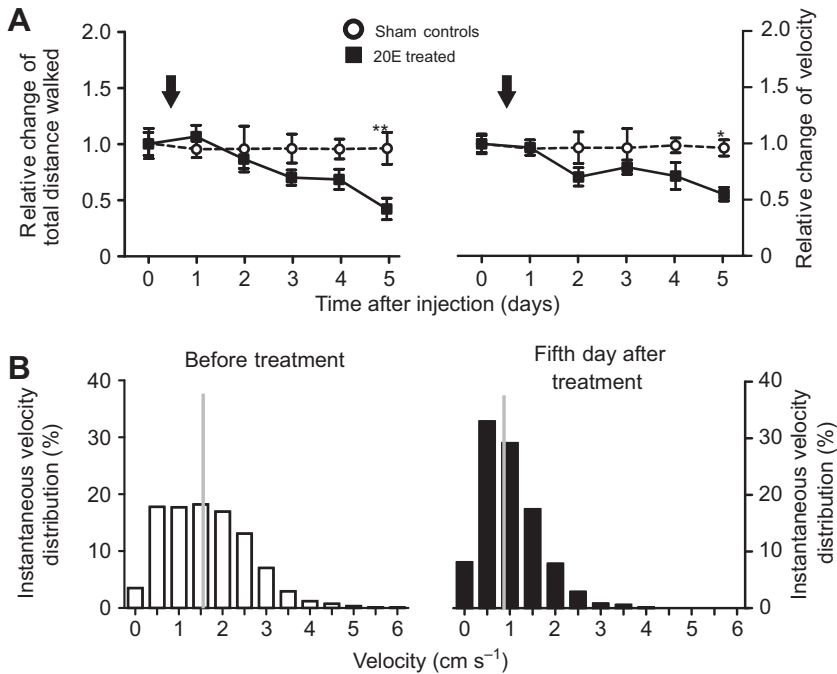 A
Sham controls
20E treated
Relative change of
total distance walked
2.0
1.5
1.0
0.5
0
**
0 1 2 3 4 5
2.0
1.5
1.0
0.5
0
*
0 1 2 3 4 5
Relative change of velocity
Time after injection (days)
B
Before treatment
Fifth day after
treatment
Instantaneous velocity
distribution (%)
40
30
20
10
0
0 1 2 3 4 5 6
40
30
20
10
0
0 1 2 3 4 5 6
Instantaneous velocity
distribution (%)
Velocity (cm s⁻¹)